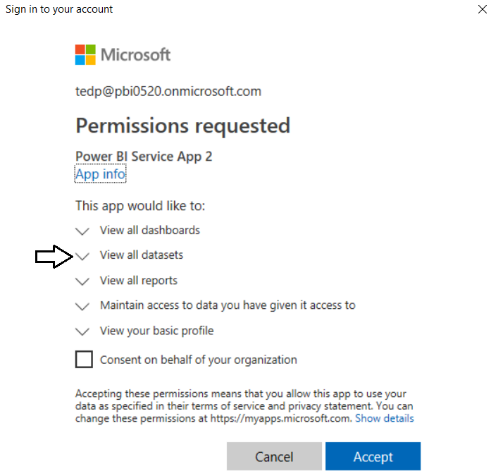 Sign in to your account
Microsoft
tedp@pbi0520.onmicrosoft.com
Permissions requested
Power BI Service App 2
App info
This app would like to:
View all dashboards
View all datasets
View all reports
Maintain access to data you have given it access to
View your basic profile
Consent on behalf of your organization
Accepting these permissions means that you allow this app to use your
data as specified in their terms of service and privacy statement. You can
change these permissions at https://myapps.microsoft.com. Show details
Cancel Accept